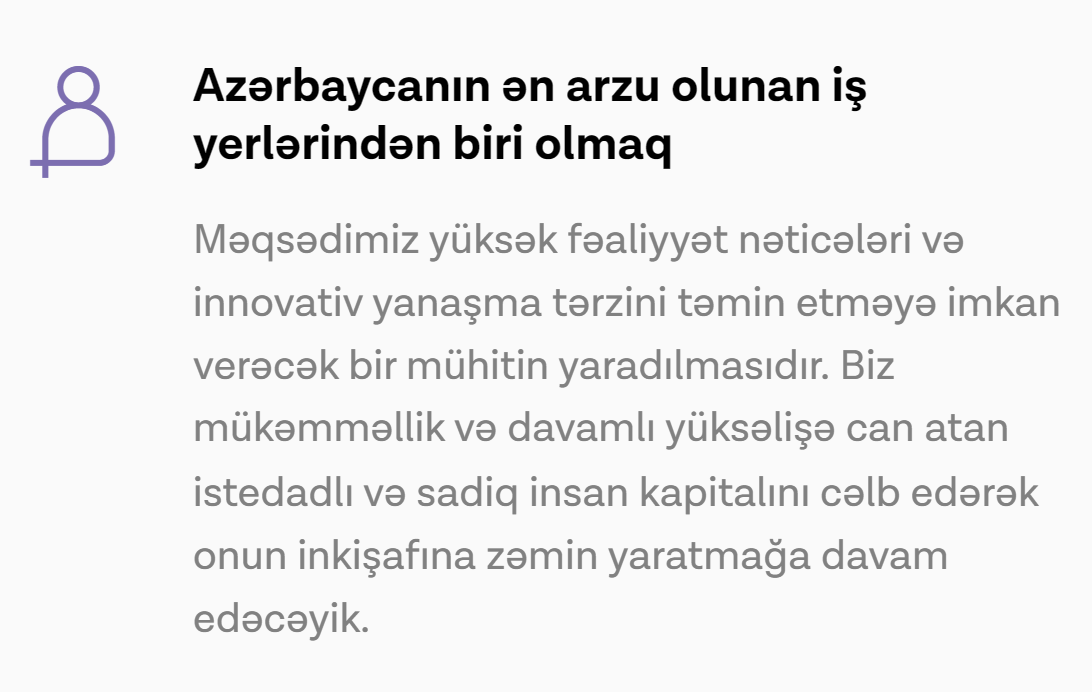 Azərbaycanın ən arzu olunan iş
yerlərindən biri olmaq
Məqsədimiz yüksək fəaliyyət nəticələri və
innovativ yanaşma tərzini təmin etməyə imkan
verəcək bir mühitin yaradılmasıdır. Biz
mükəmməllik və davamlı yüksəlişə can atan
istedadlı və sadiq insan kapitalını cəlb edərək
onun inkişafına zəmin yaratmağa davam
edəcəyik.